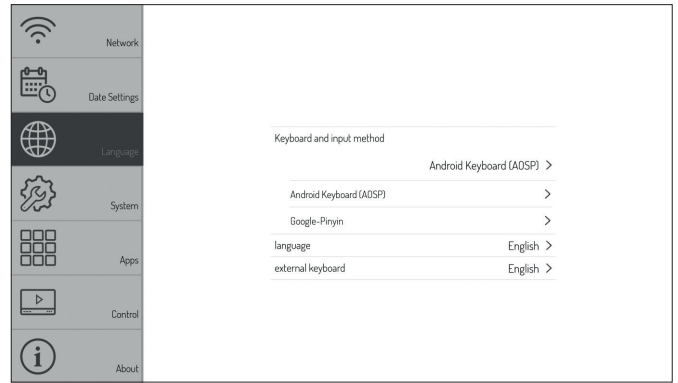 Network
Date Settings
Language
System
Apps
Control
About
Keyboard and input method
Android Keyboard (AOSP) >
Android Keyboard (AOSP) >
Google-Pinyin >
language English >
external keyboard English >